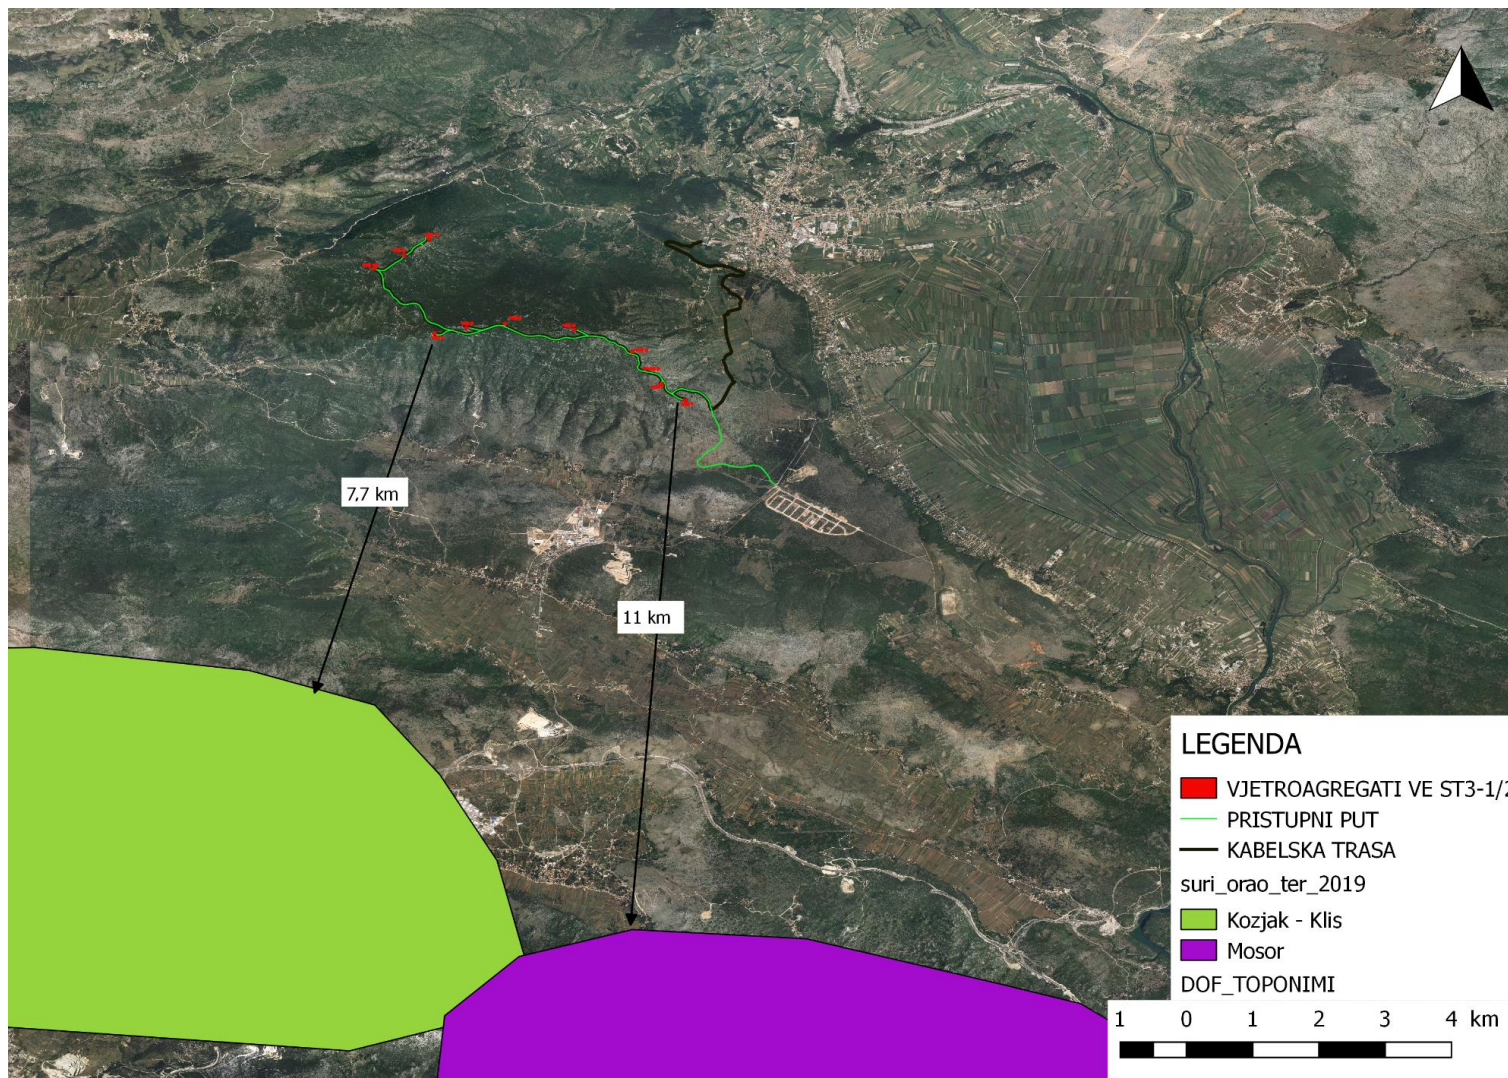 7,7 km
11 km
LEGENDA
VJETROAGREGATI VE ST3-1/2
PRISTUPNI PUT
KABELSKA TRASA
suri_orao_ter_2019
Kozjak - Klis
Mosor
DOF_TOPONIMI
1 0 1 2 3 4 km